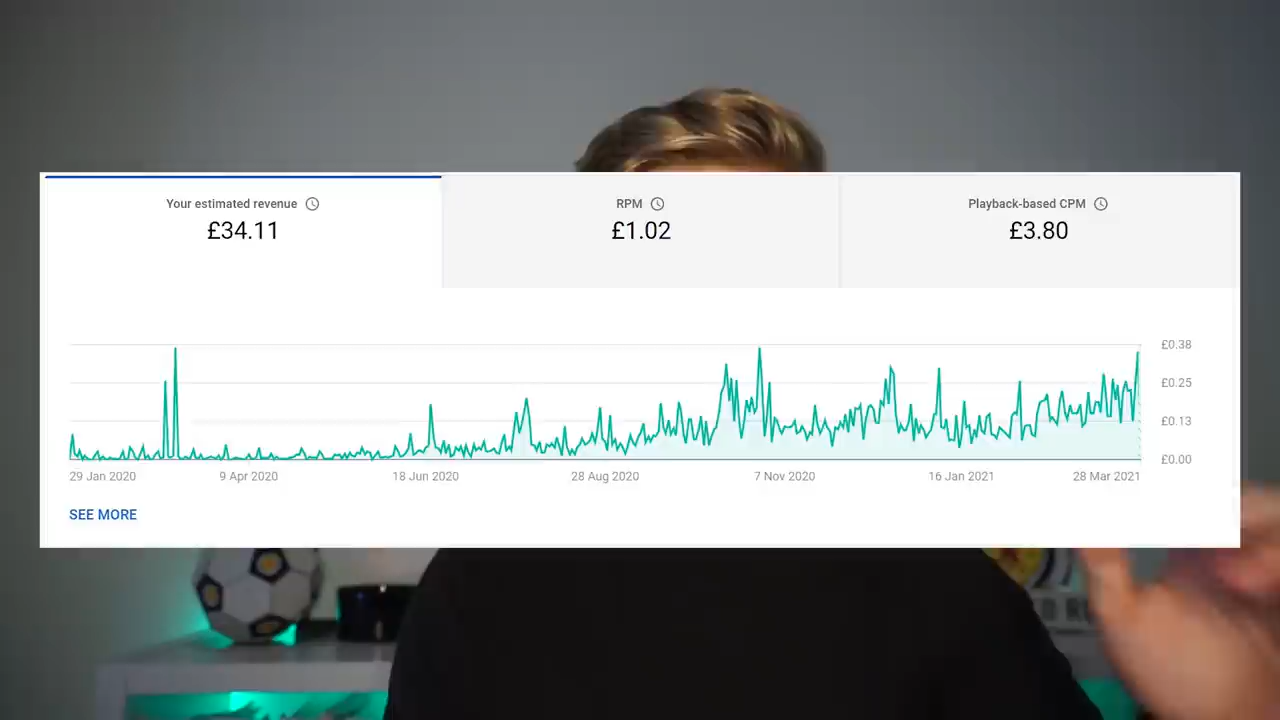 Your estimated revenue
£34.11
RPM
£1.02
Playback-based CPM
£3.80
£0.38
£0.25
£0.13
£0.00
29 Jan 2020
9 Apr 2020
18 Jun 2020
28 Aug 2020
7 Nov 2020
16 Jan 2021
28 Mar 2021
SEE MORE